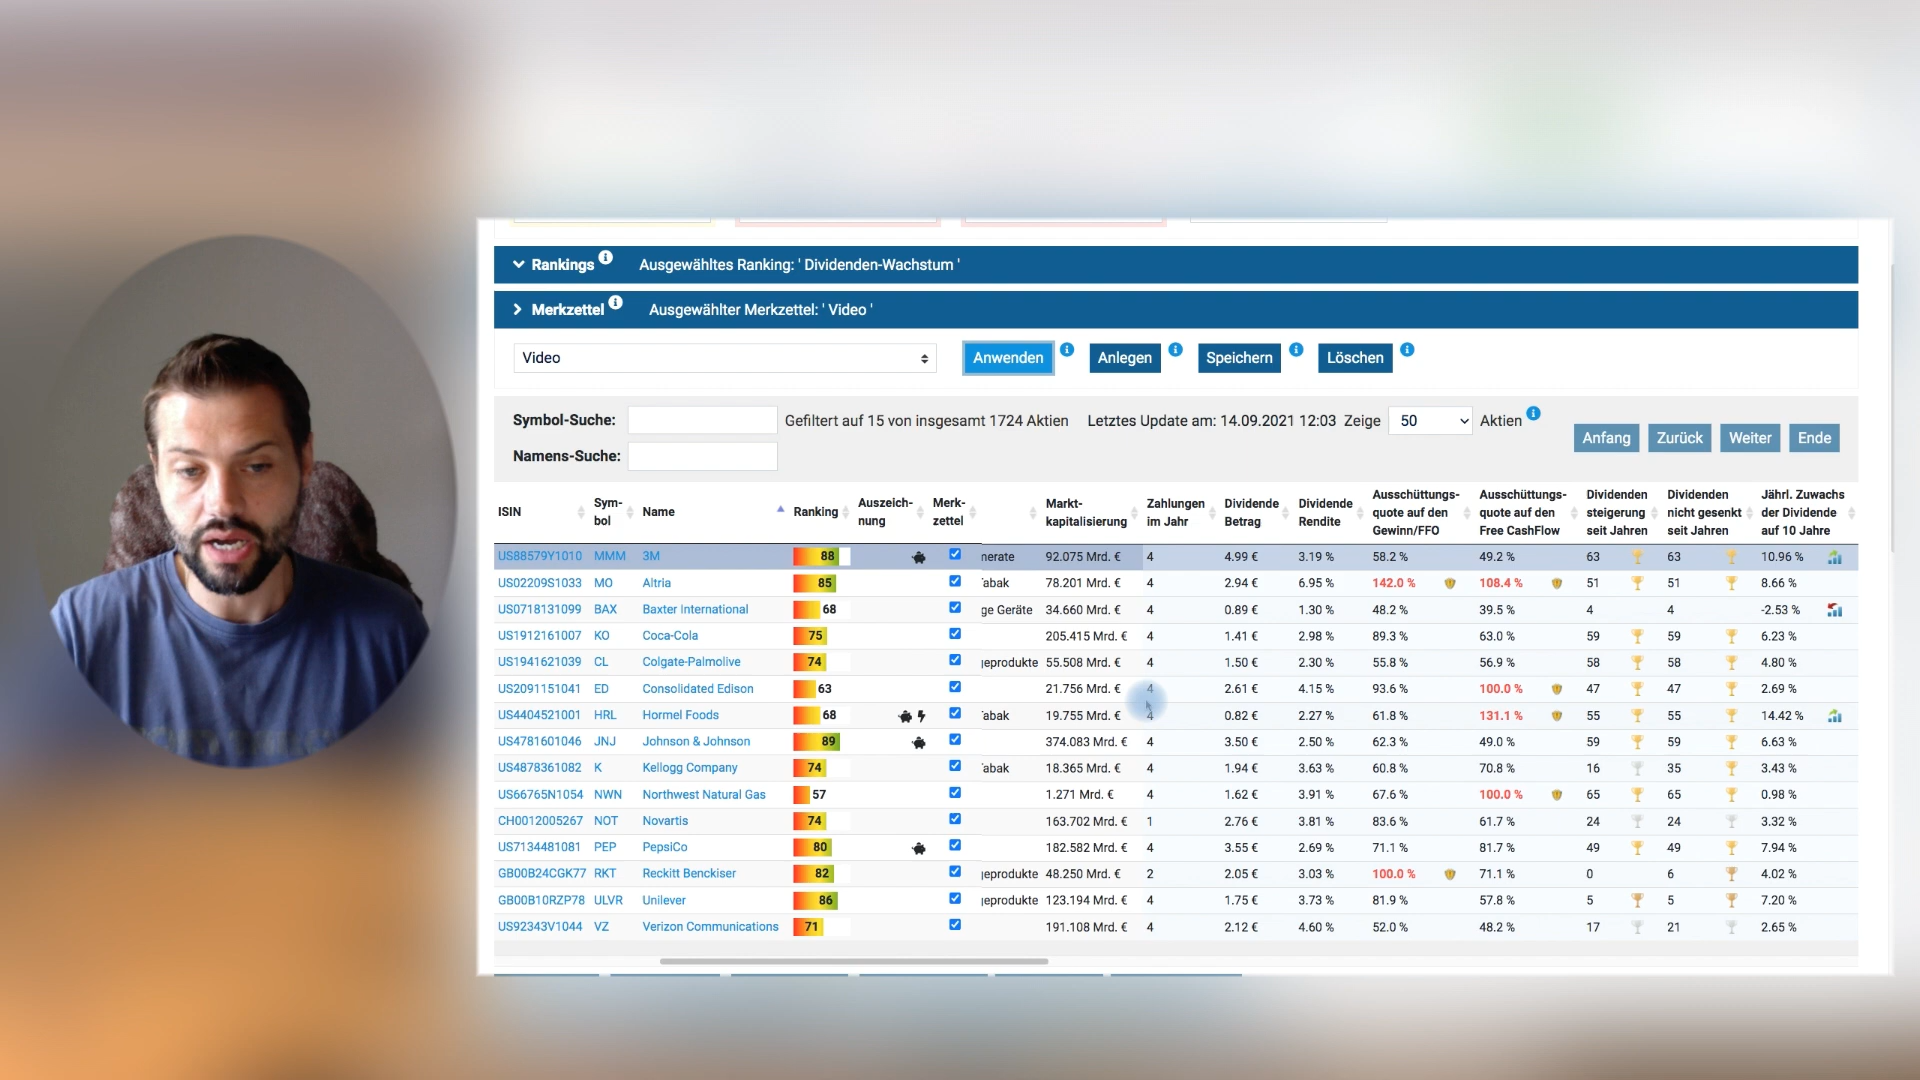 Rankings Ausgewähltes Ranking: ' Dividenden-Wachstum '
Merkzettel Ausgewählter Merkzettel: ' Video '
Video Anwenden Anlegen Speichern Löschen
Symbol-Suche: Gefiltert auf 15 von insgesamt 1724 Aktien Letztes Update am: 14.09.2021 12:03 Zeige 50 Aktien
Anfang Zurück Weiter Ende
Namens-Suche:
ISIN Sym-bol Name Ranking Auszeich-nung Merk-zettel Markt-kapitalisierung Zahlungen im Jahr Dividende Betrag Dividende Rendite Ausschüttungs-quote auf den Gewinn/FFO Ausschüttungs-quote auf den Free CashFlow Dividenden steigerung seit Jahren Dividenden nicht gesenkt seit Jahren Jährl. Zuwachs der Dividende auf 10 Jahre
US88579Y1010 MMM 3M 88 nerate 92.075 Mrd. € 4 4.99 € 3.19 % 58.2 % 49.2 % 63 63 10.96 %
US02209S1033 MO Altria 85 abak 78.201 Mrd. € 4 2.94 € 6.95 % 142.0 % 108.4 % 51 51 8.66 %
US0718131099 BAX Baxter International 68 ge Geräte 34.660 Mrd. € 4 0.89 € 1.30 % 48.2 % 39.5 % 4 4 -2.53 %
US1912161007 KO Coca-Cola 75 205.415 Mrd. € 4 1.41 € 2.98 % 89.3 % 63.0 % 59 59 6.23 %
US1941621039 CL Colgate-Palmolive 74 geprodukte 55.508 Mrd. € 4 1.50 € 2.30 % 55.8 % 56.9 % 58 58 4.80 %
US2091151041 ED Consolidated Edison 63 21.756 Mrd. € 4 2.61 € 4.15 % 93.6 % 100.0 % 47 47 2.69 %
US4404521001 HRL Hormel Foods 68 abak 19.755 Mrd. € 4 0.82 € 2.27 % 61.8 % 131.1 % 55 55 14.42 %
US4781601046 JNJ Johnson & Johnson 89 374.083 Mrd. € 4 3.50 € 2.50 % 62.3 % 49.0 % 59 59 6.63 %
US4878361082 K Kellogg Company 74 abak 18.365 Mrd. € 4 1.94 € 3.63 % 60.8 % 70.8 % 16 35 3.43 %
US66765N1054 NWN Northwest Natural Gas 57 1.271 Mrd. € 4 1.62 € 3.91 % 67.6 % 100.0 % 65 65 0.98 %
CH0012005267 NOT Novartis 74 163.702 Mrd. € 1 2.76 € 3.81 % 83.6 % 61.7 % 24 24 3.32 %
US7134481081 PEP PepsiCo 80 182.582 Mrd. € 4 3.55 € 2.69 % 71.1 % 81.7 % 49 49 7.94 %
GB00B24CGK77 RKT Reckitt Benckiser 82 geprodukte 48.250 Mrd. € 2 2.05 € 3.03 % 100.0 % 71.1 % 0 6 4.02 %
GB00B10RZP78 ULVR Unilever 86 geprodukte 123.194 Mrd. € 4 1.75 € 3.73 % 81.9 % 57.8 % 5 5 7.20 %
US92343V1044 VZ Verizon Communications 71 191.108 Mrd. € 4 2.12 € 4.60 % 52.0 % 48.2 % 17 21 2.65 %